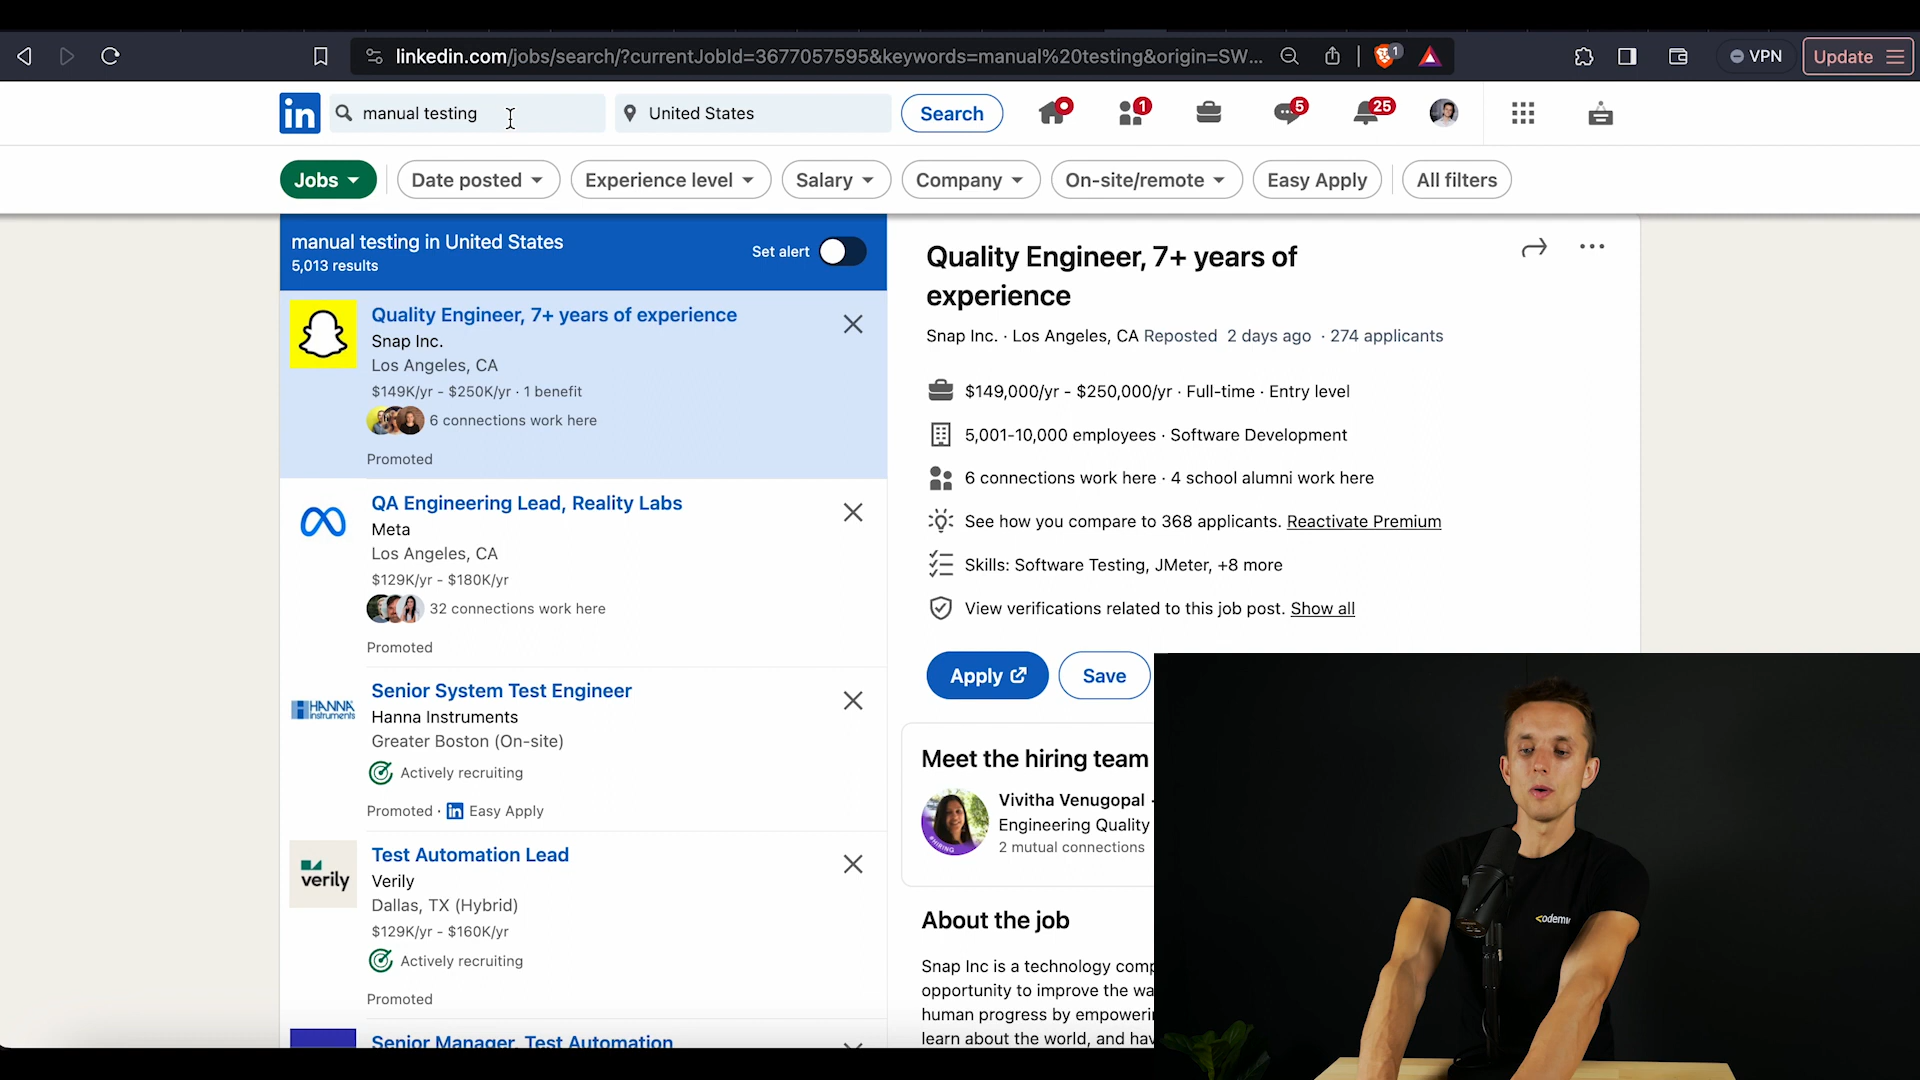 linkedin.com/jobs/search/?currentJobId=3677057595&keywords=manual%20testing&origin=SW...
1
VPN
Update
in
manual testing
United States
Search
1
5
25
Jobs
Date posted
Experience level
Salary
Company
On-site/remote
Easy Apply
All filters
manual testing in United States
5,013 results
Set alert
Quality Engineer, 7+ years of experience
Snap Inc.
Los Angeles, CA
$149K/yr - $250K/yr · 1 benefit
6 connections work here
Promoted
QA Engineering Lead, Reality Labs
Meta
Los Angeles, CA
$129K/yr - $180K/yr
32 connections work here
Promoted
HANNA
instruments
Senior System Test Engineer
Hanna Instruments
Greater Boston (On-site)
Actively recruiting
Promoted · in Easy Apply
verily
Test Automation Lead
Verily
Dallas, TX (Hybrid)
$129K/yr - $160K/yr
Actively recruiting
Promoted
Senior Manager, Test Automation
Quality Engineer, 7+ years of
experience
Snap Inc. · Los Angeles, CA Reposted 2 days ago · 274 applicants
$149,000/yr - $250,000/yr · Full-time · Entry level
5,001-10,000 employees · Software Development
6 connections work here · 4 school alumni work here
See how you compare to 368 applicants. Reactivate Premium
Skills: Software Testing, JMeter, +8 more
View verifications related to this job post. Show all
Apply
Save
Meet the hiring team
#HIRING
Vivitha Venugopal
Engineering Quality
2 mutual connections
About the job
Snap Inc is a technology comp
opportunity to improve the wa
human progress by empoweri
learn about the world, and hav